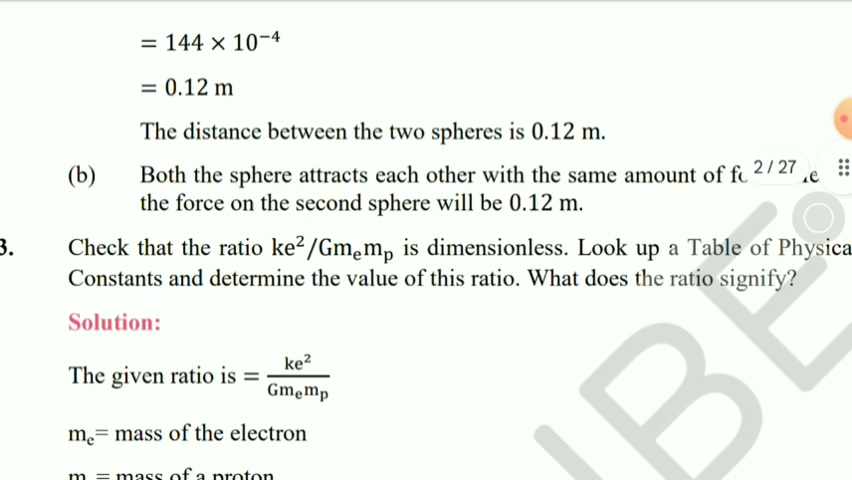 = 144 × 10⁻⁴
= 0.12 m
The distance between the two spheres is 0.12 m.
(b) Both the sphere attracts each other with the same amount of
2 / 27
the force on the second sphere will be 0.12 m.
3. Check that the ratio ke²/Gmₑmₚ is dimensionless. Look up a Table of Physica
Constants and determine the value of this ratio. What does the ratio signify?
Solution:
The given ratio is = ke²/Gmₑmₚ
mₑ= mass of the electron
m = mass of a proton